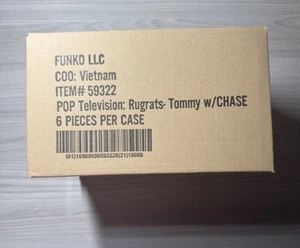 FUNKO LLC
COO: Vietnam
ITEM# 59322
POP Television: Rugrats- Tommy w/CHASE
6 PIECES PER CASE